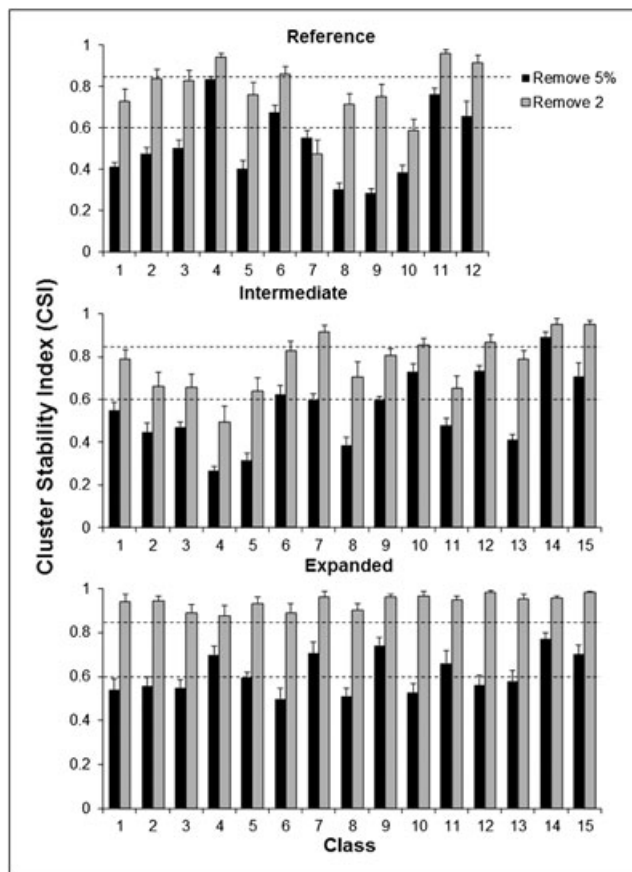 Reference
1
0.8
0.6
0.4
0.2
0
1 2 3 4 5 6 7 8 9 10 11 12
Remove 5%
Remove 2
Cluster Stability Index (CSI)
Intermediate
1
0.8
0.6
0.4
0.2
0
1 2 3 4 5 6 7 8 9 10 11 12 13 14 15
Expanded
1
0.8
0.6
0.4
0.2
0
1 2 3 4 5 6 7 8 9 10 11 12 13 14 15
Class